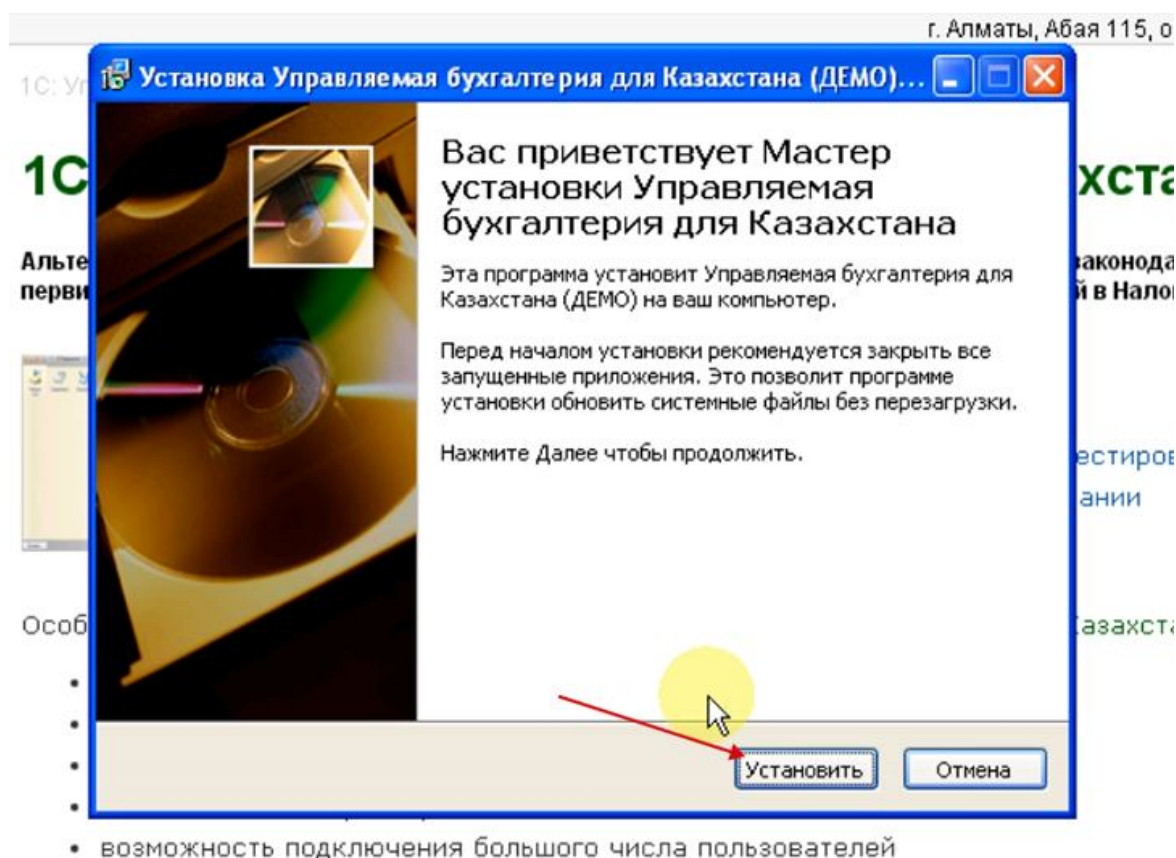 г. Алматы, Абая 115, о
1С: Уп
Установка Управляемая бухгалтерия для Казахстана (ДЕМО)...
1С
хста
Вас приветствует Мастер
установки Управляемая
бухгалтерия для Казахстана
Альте
аконода
перви
й в Нало
Эта программа установит Управляемая бухгалтерия для
Казахстана (ДЕМО) на ваш компьютер.
Перед началом установки рекомендуется закрыть все
запущенные приложения. Это позволит программе
установки обновить системные файлы без перезагрузки.
Нажмите Далее чтобы продолжить.
естиров
ании
Особ
азахста
Установить
Отмена
возможность подключения большого числа пользователей